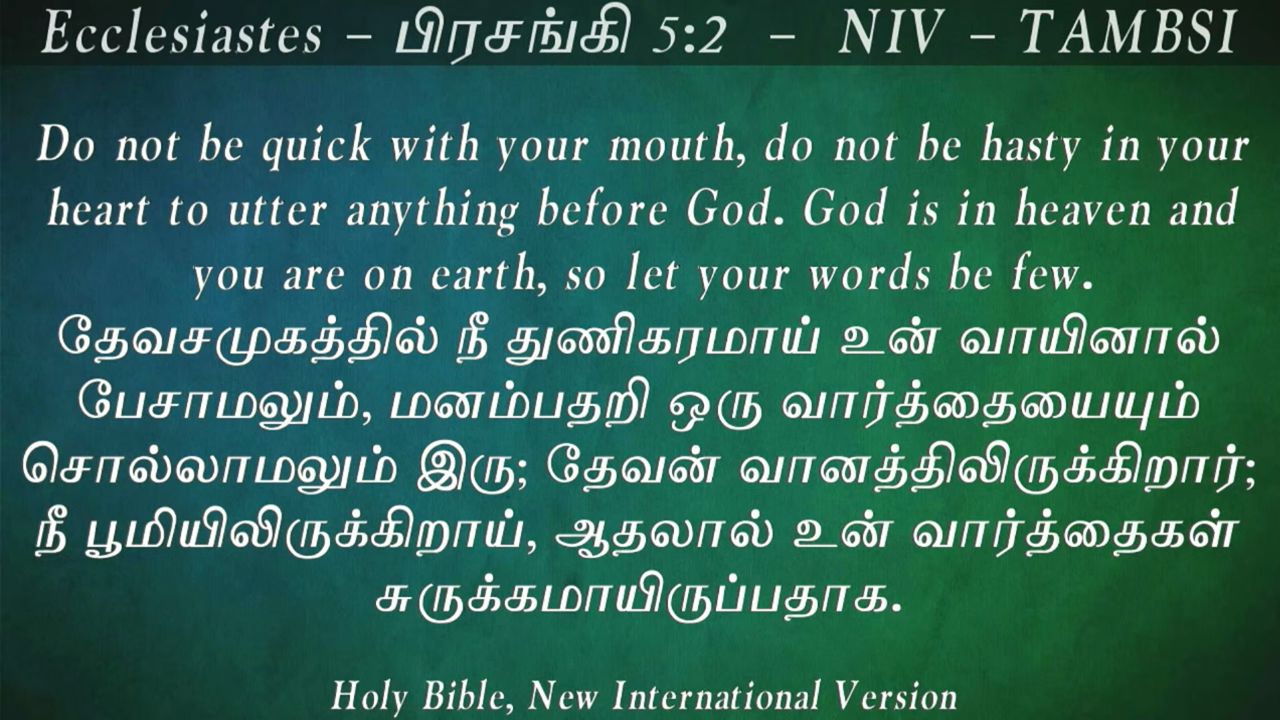 Ecclesiastes – பிரசங்கி 5:2 – NIV – TAMBSI
Do not be quick with your mouth, do not be hasty in your
heart to utter anything before God. God is in heaven and
you are on earth, so let your words be few.
தேவசமுகத்தில் நீ துணிகரமாய் உன் வாயினால்
பேசாமலும், மனம்பதறி ஒரு வார்த்தையையும்
சொல்லாமலும் இரு; தேவன் வானத்திலிருக்கிறார்;
நீ பூமியிலிருக்கிறாய், ஆதலால் உன் வார்த்தைகள்
சுருக்கமாயிருப்பதாக.
Holy Bible, New International Version